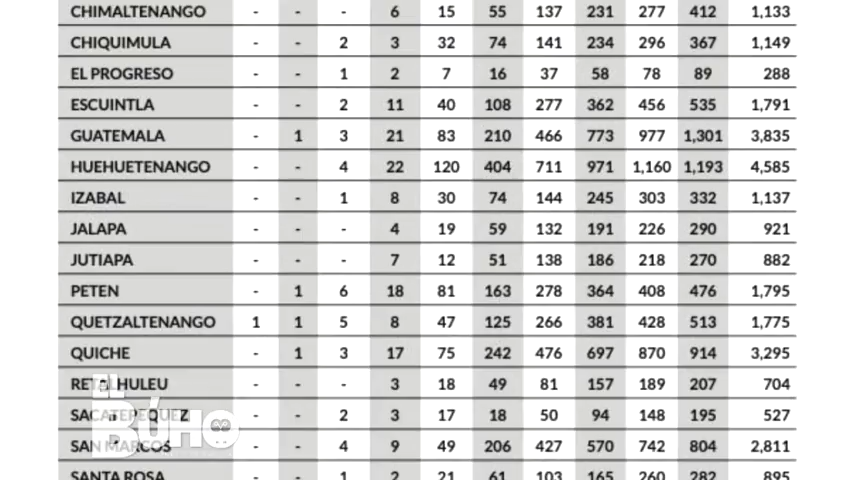 CHIMALTENANGO - - - 6 15 55 137 231 277 412 1,133
CHIQUIMULA - - 2 3 32 74 141 234 296 367 1,149
EL PROGRESO - - 1 2 7 16 37 58 78 89 288
ESCUINTLA - - 2 11 40 108 277 362 456 535 1,791
GUATEMALA - 1 3 21 83 210 466 773 977 1,301 3,835
HUEHUETENANGO - - 4 22 120 404 711 971 1,160 1,193 4,585
IZABAL - - 1 8 30 74 144 245 303 332 1,137
JALAPA - - - 4 19 59 132 191 226 290 921
JUTIAPA - - - 7 12 51 138 186 218 270 882
PETEN - 1 6 18 81 163 278 364 408 476 1,795
QUETZALTENANGO 1 1 5 8 47 125 266 381 428 513 1,775
QUICHE - 1 3 17 75 242 476 697 870 914 3,295
RETALHULEU - - - 3 18 49 81 157 189 207 704
SACATEPEQUEZ - - 2 3 17 18 50 94 148 195 527
SAN MARCOS - - 4 9 49 206 427 570 742 804 2,811
SANTA ROSA - - 1 2 21 61 103 165 260 282 895
EL
BÚHO